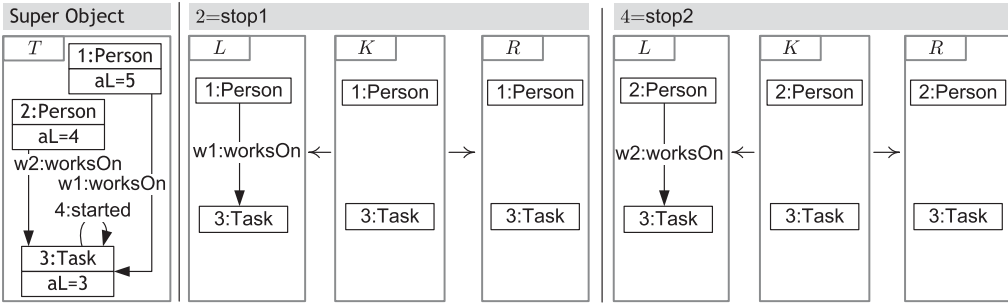 Super Object
T
1:Person
aL=5
2:Person
aL=4
w2:worksOn
w1:worksOn
4:started
3:Task
aL=3
2=stop1
L
K
R
1:Person
1:Person
1:Person
w1:worksOn
3:Task
3:Task
3:Task
4=stop2
L
K
R
2:Person
2:Person
2:Person
w2:worksOn
3:Task
3:Task
3:Task